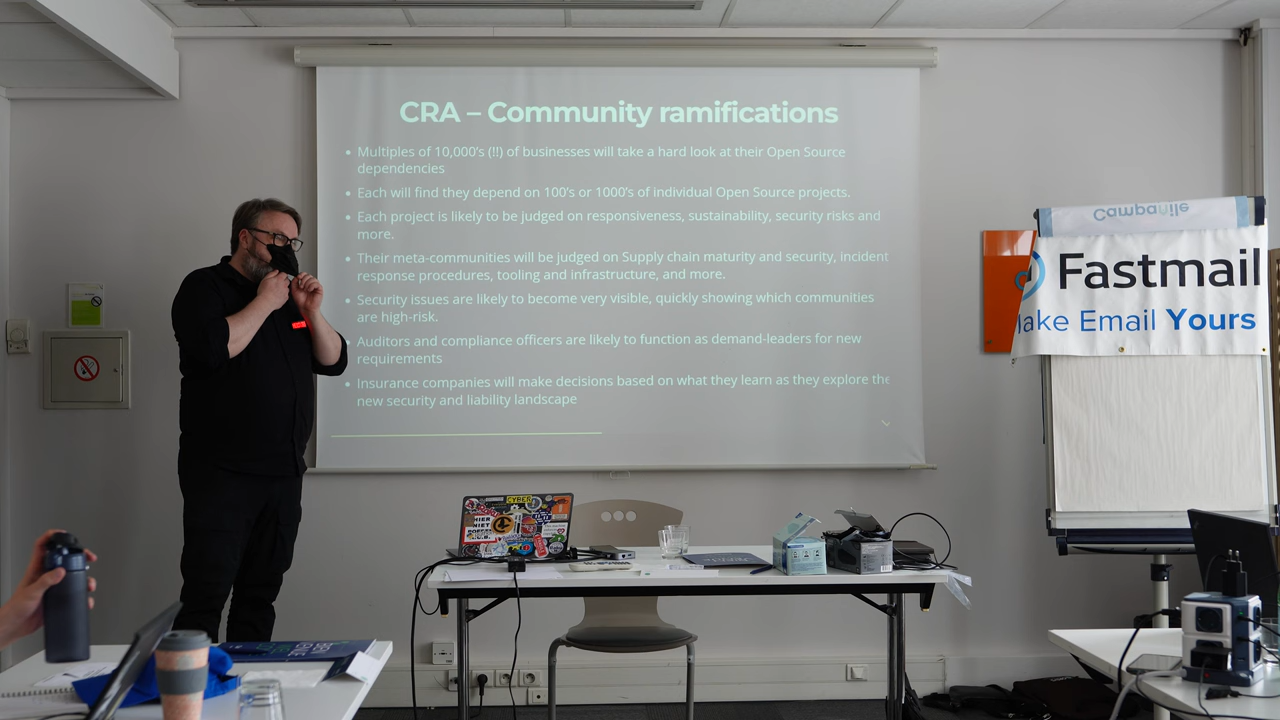 CRA – Community ramifications
• Multiples of 10,000's (!!) of businesses will take a hard look at their Open Source
dependencies
• Each will find they depend on 100's or 1000's of individual Open Source projects.
• Each project is likely to be judged on responsiveness, sustainability, security risks and
more.
• Their meta-communities will be judged on Supply chain maturity and security, incident
response procedures, tooling and infrastructure, and more.
• Security issues are likely to become very visible, quickly showing which communities
are high-risk.
• Auditors and compliance officers are likely to function as demand-leaders for new
requirements
• Insurance companies will make decisions based on what they learn as they explore the
new security and liability landscape
Campanile
Fastmail
ake Email Yours
CYBER
HIER
NIET